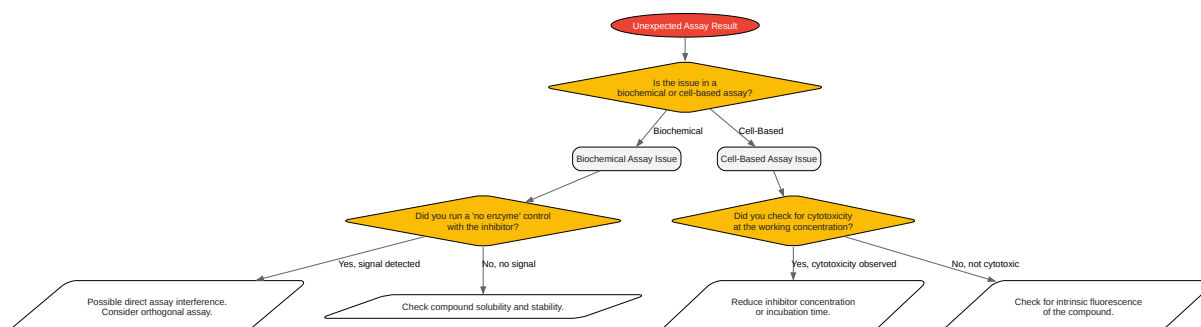 Unexpected Assay Result
Is the issue in a
biochemical or cell-based assay?
Biochemical
Cell-Based
Biochemical Assay Issue
Cell-Based Assay Issue
Did you run a 'no enzyme' control
with the inhibitor?
Did you check for cytotoxicity
at the working concentration?
Yes, signal detected
No, no signal
Yes, cytotoxicity observed
No, not cytotoxic
Possible direct assay interference.
Consider orthogonal assay.
Check compound solubility and stability.
Reduce inhibitor concentration
or incubation time.
Check for intrinsic fluorescence
of the compound.